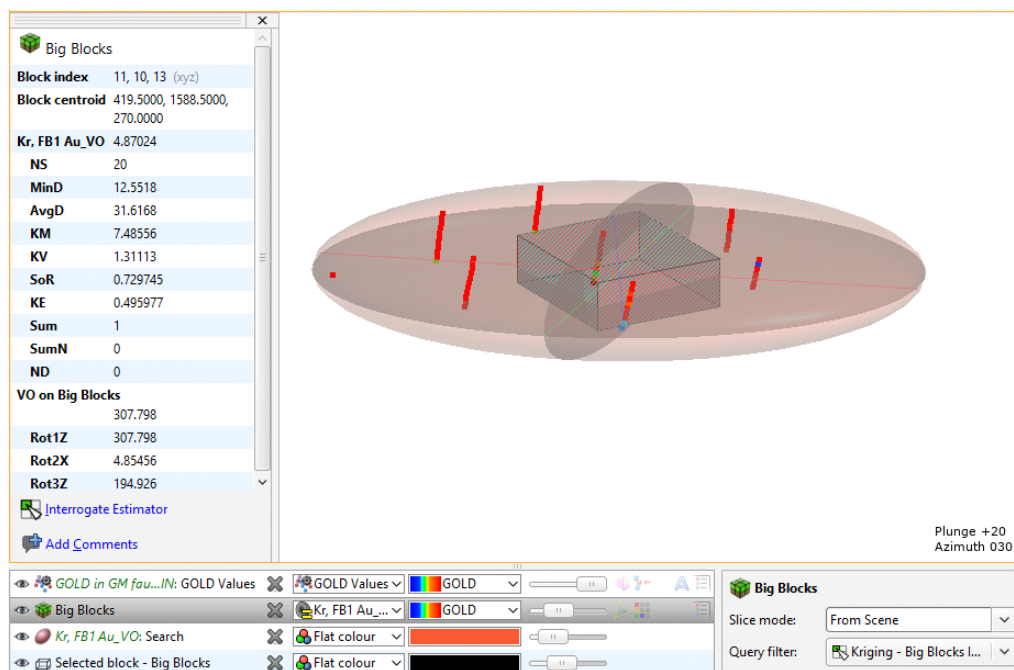 Big Blocks
Block index 11, 10, 13 (xyz)
Block centroid 419.5000, 1588.5000,
270.0000
Kr, FB1 Au_VO 4.87024
NS 20
MinD 12.5518
AvgD 31.6168
KM 7.48556
KV 1.31113
SoR 0.729745
KE 0.495977
Sum 1
SumN 0
ND 0
VO on Big Blocks
307.798
Rot1Z 307.798
Rot2X 4.85456
Rot3Z 194.926
Interrogate Estimator
Add Comments
Plunge +20
Azimuth 030
GOLD in GM fau...IN: GOLD Values GOLD Values GOLD
Big Blocks Kr, FB1 Au_... GOLD
Kr, FB1 Au_VO: Search Flat colour
Selected block - Big Blocks Flat colour
Big Blocks
Slice mode: From Scene
Query filter: Kriging - Big Blocks I...